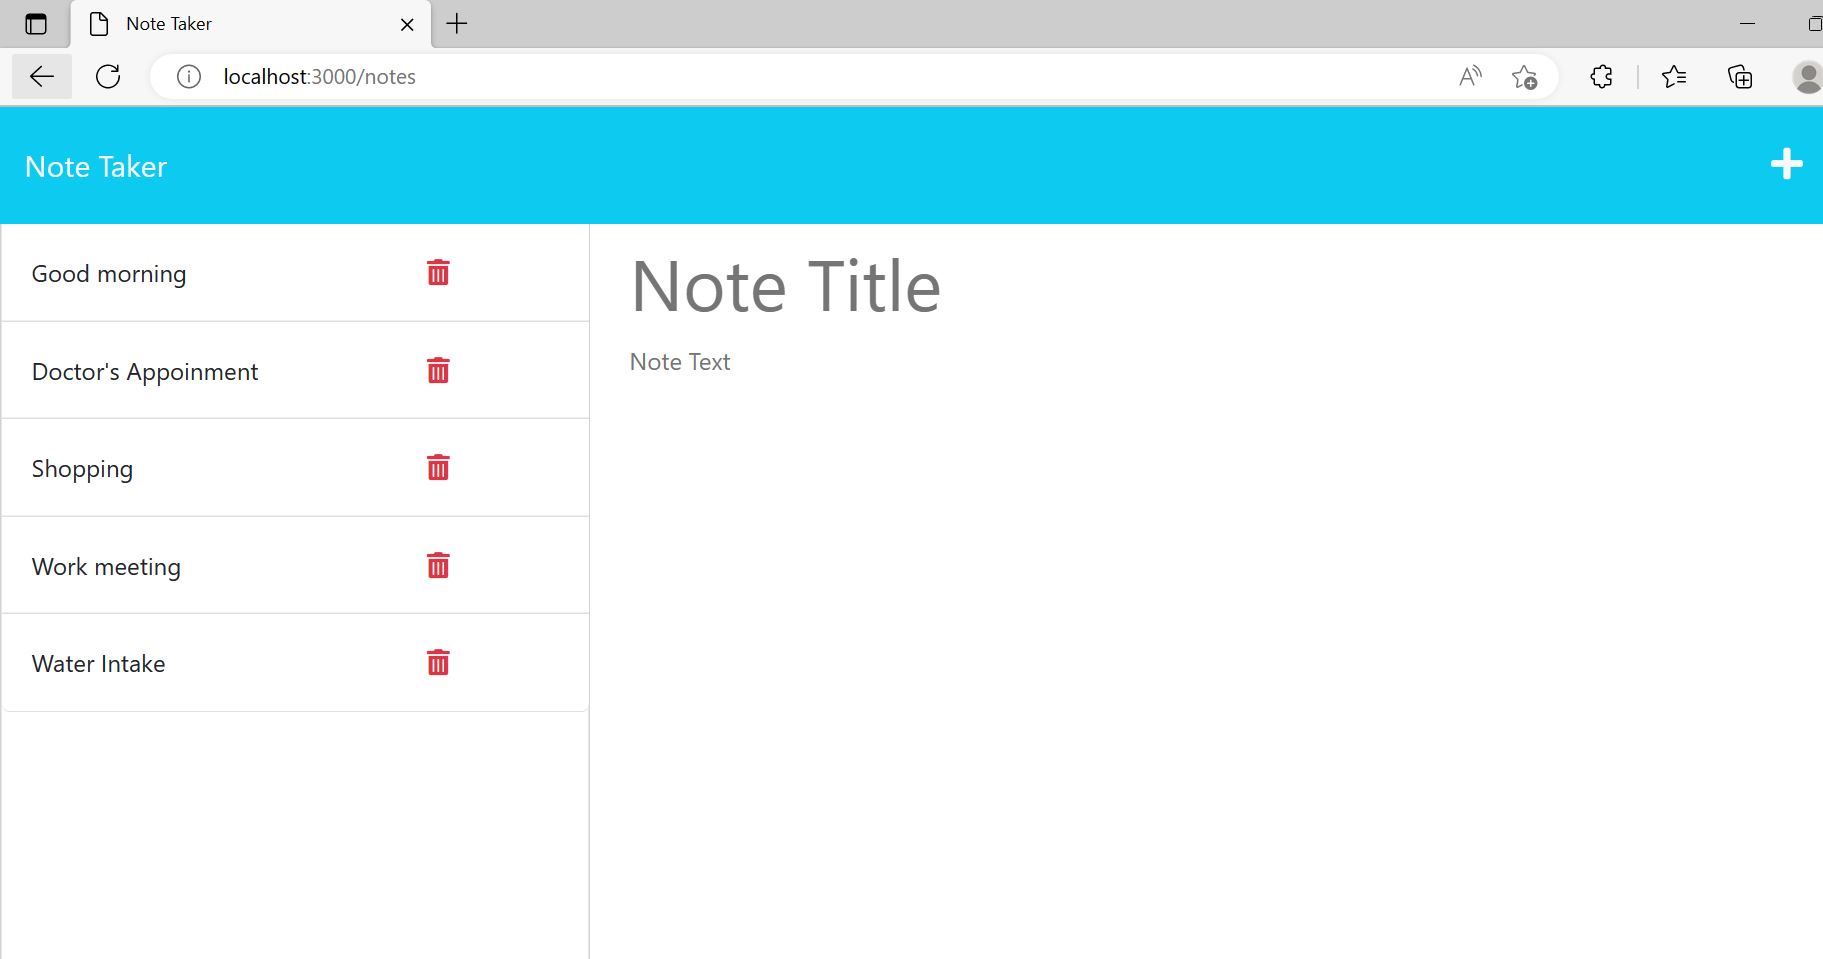 Note Taker
localhost:3000/notes
Note Taker
Good morning
Doctor's Appoinment
Shopping
Work meeting
Water Intake
Note Title
Note Text